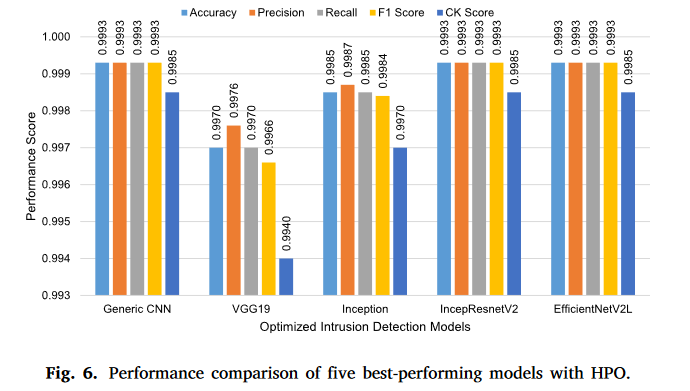 Accuracy Precision Recall F1 Score CK Score
1.000
0.999
0.998
0.997
0.996
0.995
0.994
0.993
Performance Score
0.9993 0.9993 0.9993 0.9993 0.9985
0.9970 0.9976 0.9970 0.9966 0.9940
0.9985 0.9987 0.9985 0.9984 0.9970
0.9993 0.9993 0.9993 0.9993 0.9985
0.9993 0.9993 0.9993 0.9993 0.9985
Generic CNN VGG19 Inception IncepResnetV2 EfficientNetV2L
Optimized Intrusion Detection Models
Fig. 6. Performance comparison of five best-performing models with HPO.